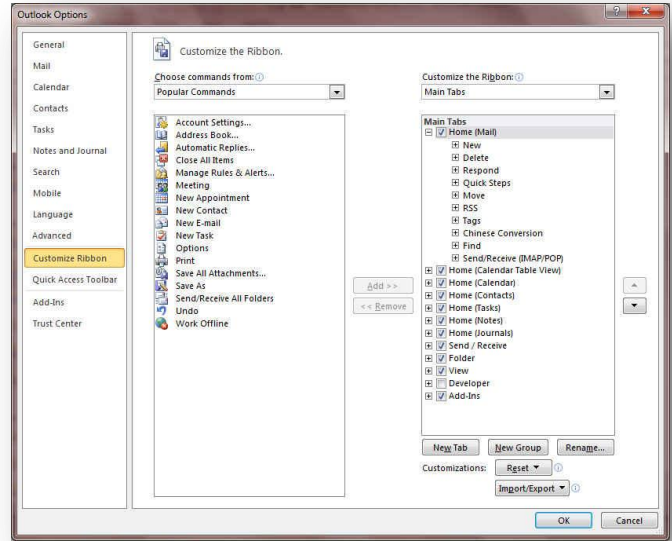 Outlook Options
General
Mail
Calendar
Contacts
Tasks
Notes and Journal
Search
Mobile
Language
Advanced
Customize Ribbon
Quick Access Toolbar
Add-Ins
Trust Center
Customize the Ribbon.
Choose commands from:
Popular Commands
Account Settings...
Address Book...
Automatic Replies...
Close All Items
Manage Rules & Alerts...
Meeting
New Appointment
New Contact
New E-mail
New Task
Options
Print
Save All Attachments...
Save As
Send/Receive All Folders
Undo
Work Offline
Add >>
<< Remove
Customize the Ribbon:
Main Tabs
Main Tabs
Home (Mail)
New
Delete
Respond
Quick Steps
Move
RSS
Tags
Chinese Conversion
Find
Send/Receive (IMAP/POP)
Home (Calendar Table View)
Home (Calendar)
Home (Contacts)
Home (Tasks)
Home (Notes)
Home (Journals)
Send / Receive
Folder
View
Developer
Add-Ins
New Tab
New Group
Rename...
Customizations:
Reset
Import/Export
OK
Cancel